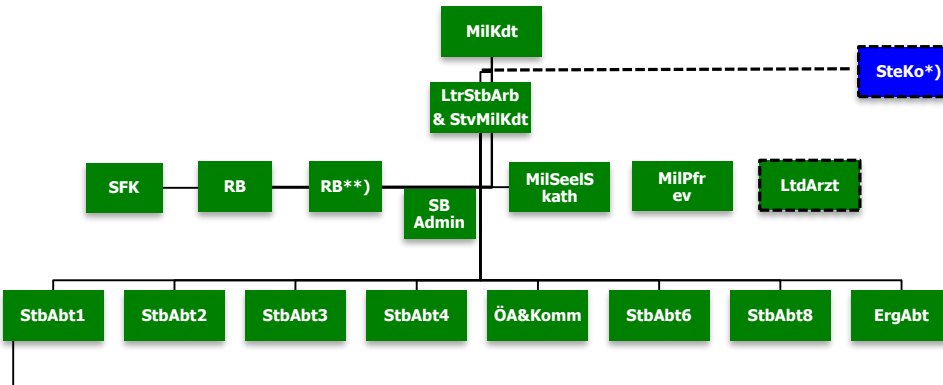 MilKdt
SteKo*)
LtrStbArb
& StvMilKdt
SFK
RB
RB**)
SB
Admin
MilSeelS
kath
MilPfr
ev
LtdArzt
StbAbt1
StbAbt2
StbAbt3
StbAbt4
ÖA&Komm
StbAbt6
StbAbt8
ErgAbt